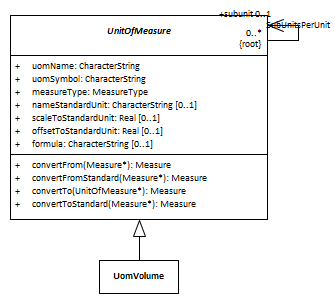 +subunit 0..1
UnitOfMeasure
SubUnitsPerUnit
0..*
{root}
+ uomName: CharacterString
+ uomSymbol: CharacterString
+ measureType: MeasureType
+ nameStandardUnit: CharacterString [0..1]
+ scaleToStandardUnit: Real [0..1]
+ offsetToStandardUnit: Real [0..1]
+ formula: CharacterString [0..1]
+ convertFrom(Measure*): Measure
+ convertFromStandard(Measure*): Measure
+ convertTo(UnitOfMeasure*): Measure
+ convertToStandard(Measure*): Measure
UomVolume